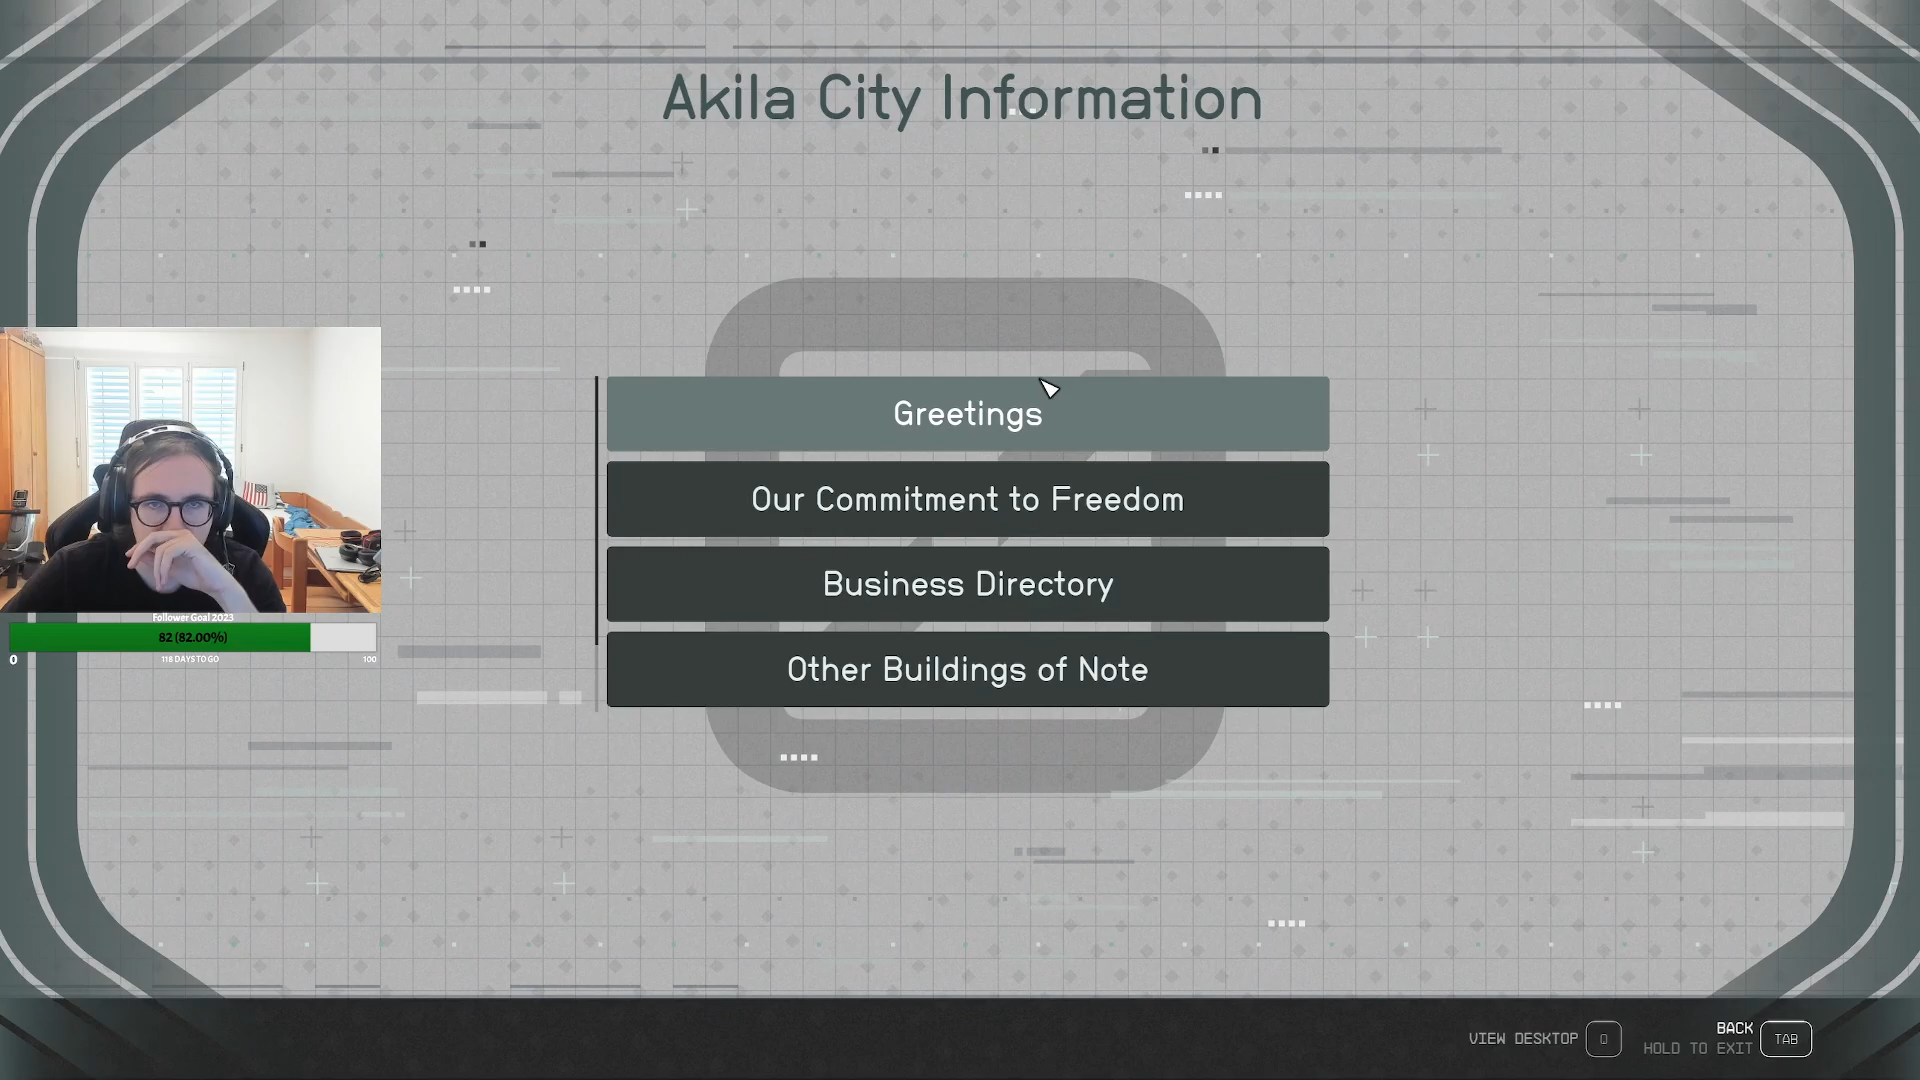 Akila City Information
Greetings
Our Commitment to Freedom
Business Directory
Other Buildings of Note
Follower Goal 2023
82 (82.00%)
0
118 DAYS TO GO
100
VIEW DESKTOP
Q
BACK
HOLD TO EXIT
TAB